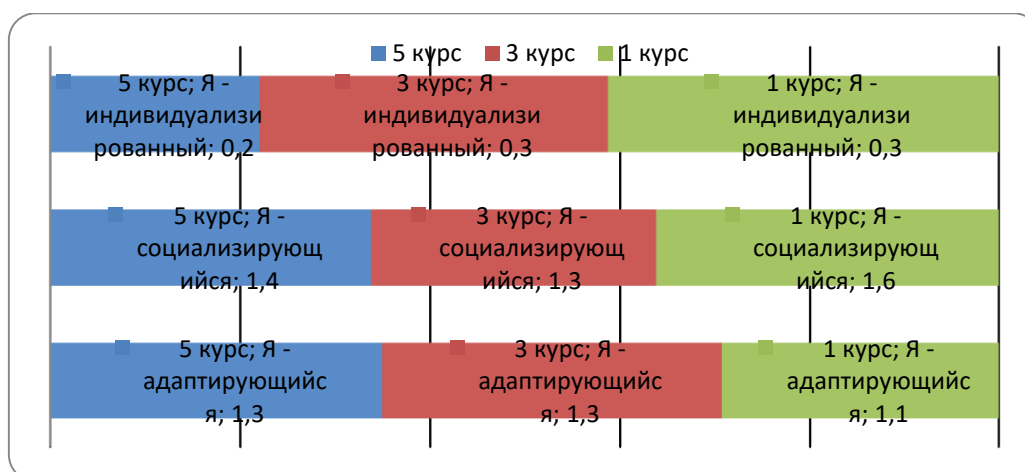 5 курс 3 курс 1 курс
5 курс; Я -
индивидуализи
рованный; 0,2
3 курс; Я -
индивидуализи
рованный; 0,3
1 курс; Я -
индивидуализи
рованный; 0,3
5 курс; Я -
социализирующ
ийся; 1,4
3 курс; Я -
социализирующ
ийся; 1,3
1 курс; Я -
социализирующ
ийся; 1,6
5 курс; Я -
адаптирующийс
я; 1,3
3 курс; Я -
адаптирующийс
я; 1,3
1 курс; Я -
адаптирующийс
я; 1,1